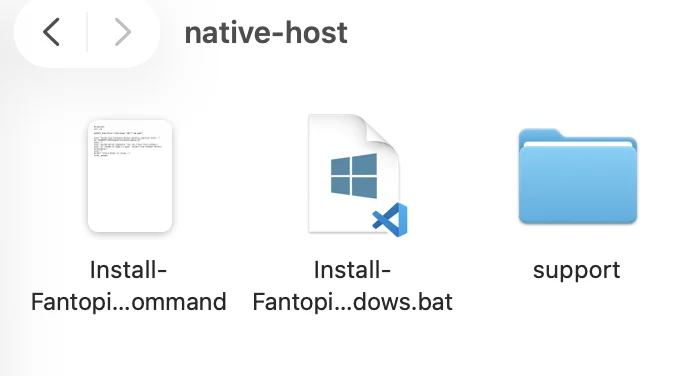 native-host
Install-
Fantopi...ommand
Install-
Fantopi...dows.bat
support